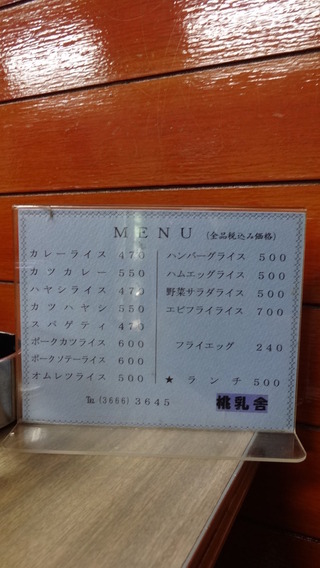 MENU (全品税込み価格)
カレーライス 470
カツカレー 550
ハヤシライス 470
カツハヤシ 550
スパゲティ 470
ポークカツライス 600
ポークソテーライス 600
オムレツライス 500
ハンバーグライス 500
ハムエッグライス 500
野菜サラダライス 500
エビフライライス 700
フライエッグ 240
★ ランチ 500
℡ (3666) 3645
桃乳舎